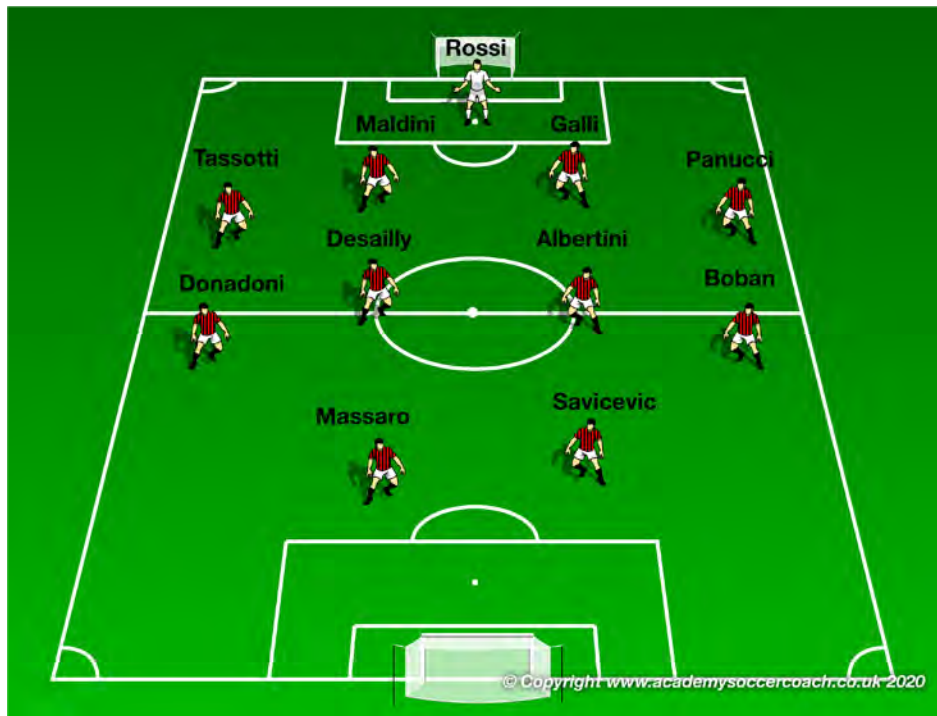 Rossi
Maldini
Galli
Tassotti
Panucci
Desailly
Albertini
Donadoni
Boban
Massaro
Savicevic
© Copyright www.academysoccercoach.co.uk 2020